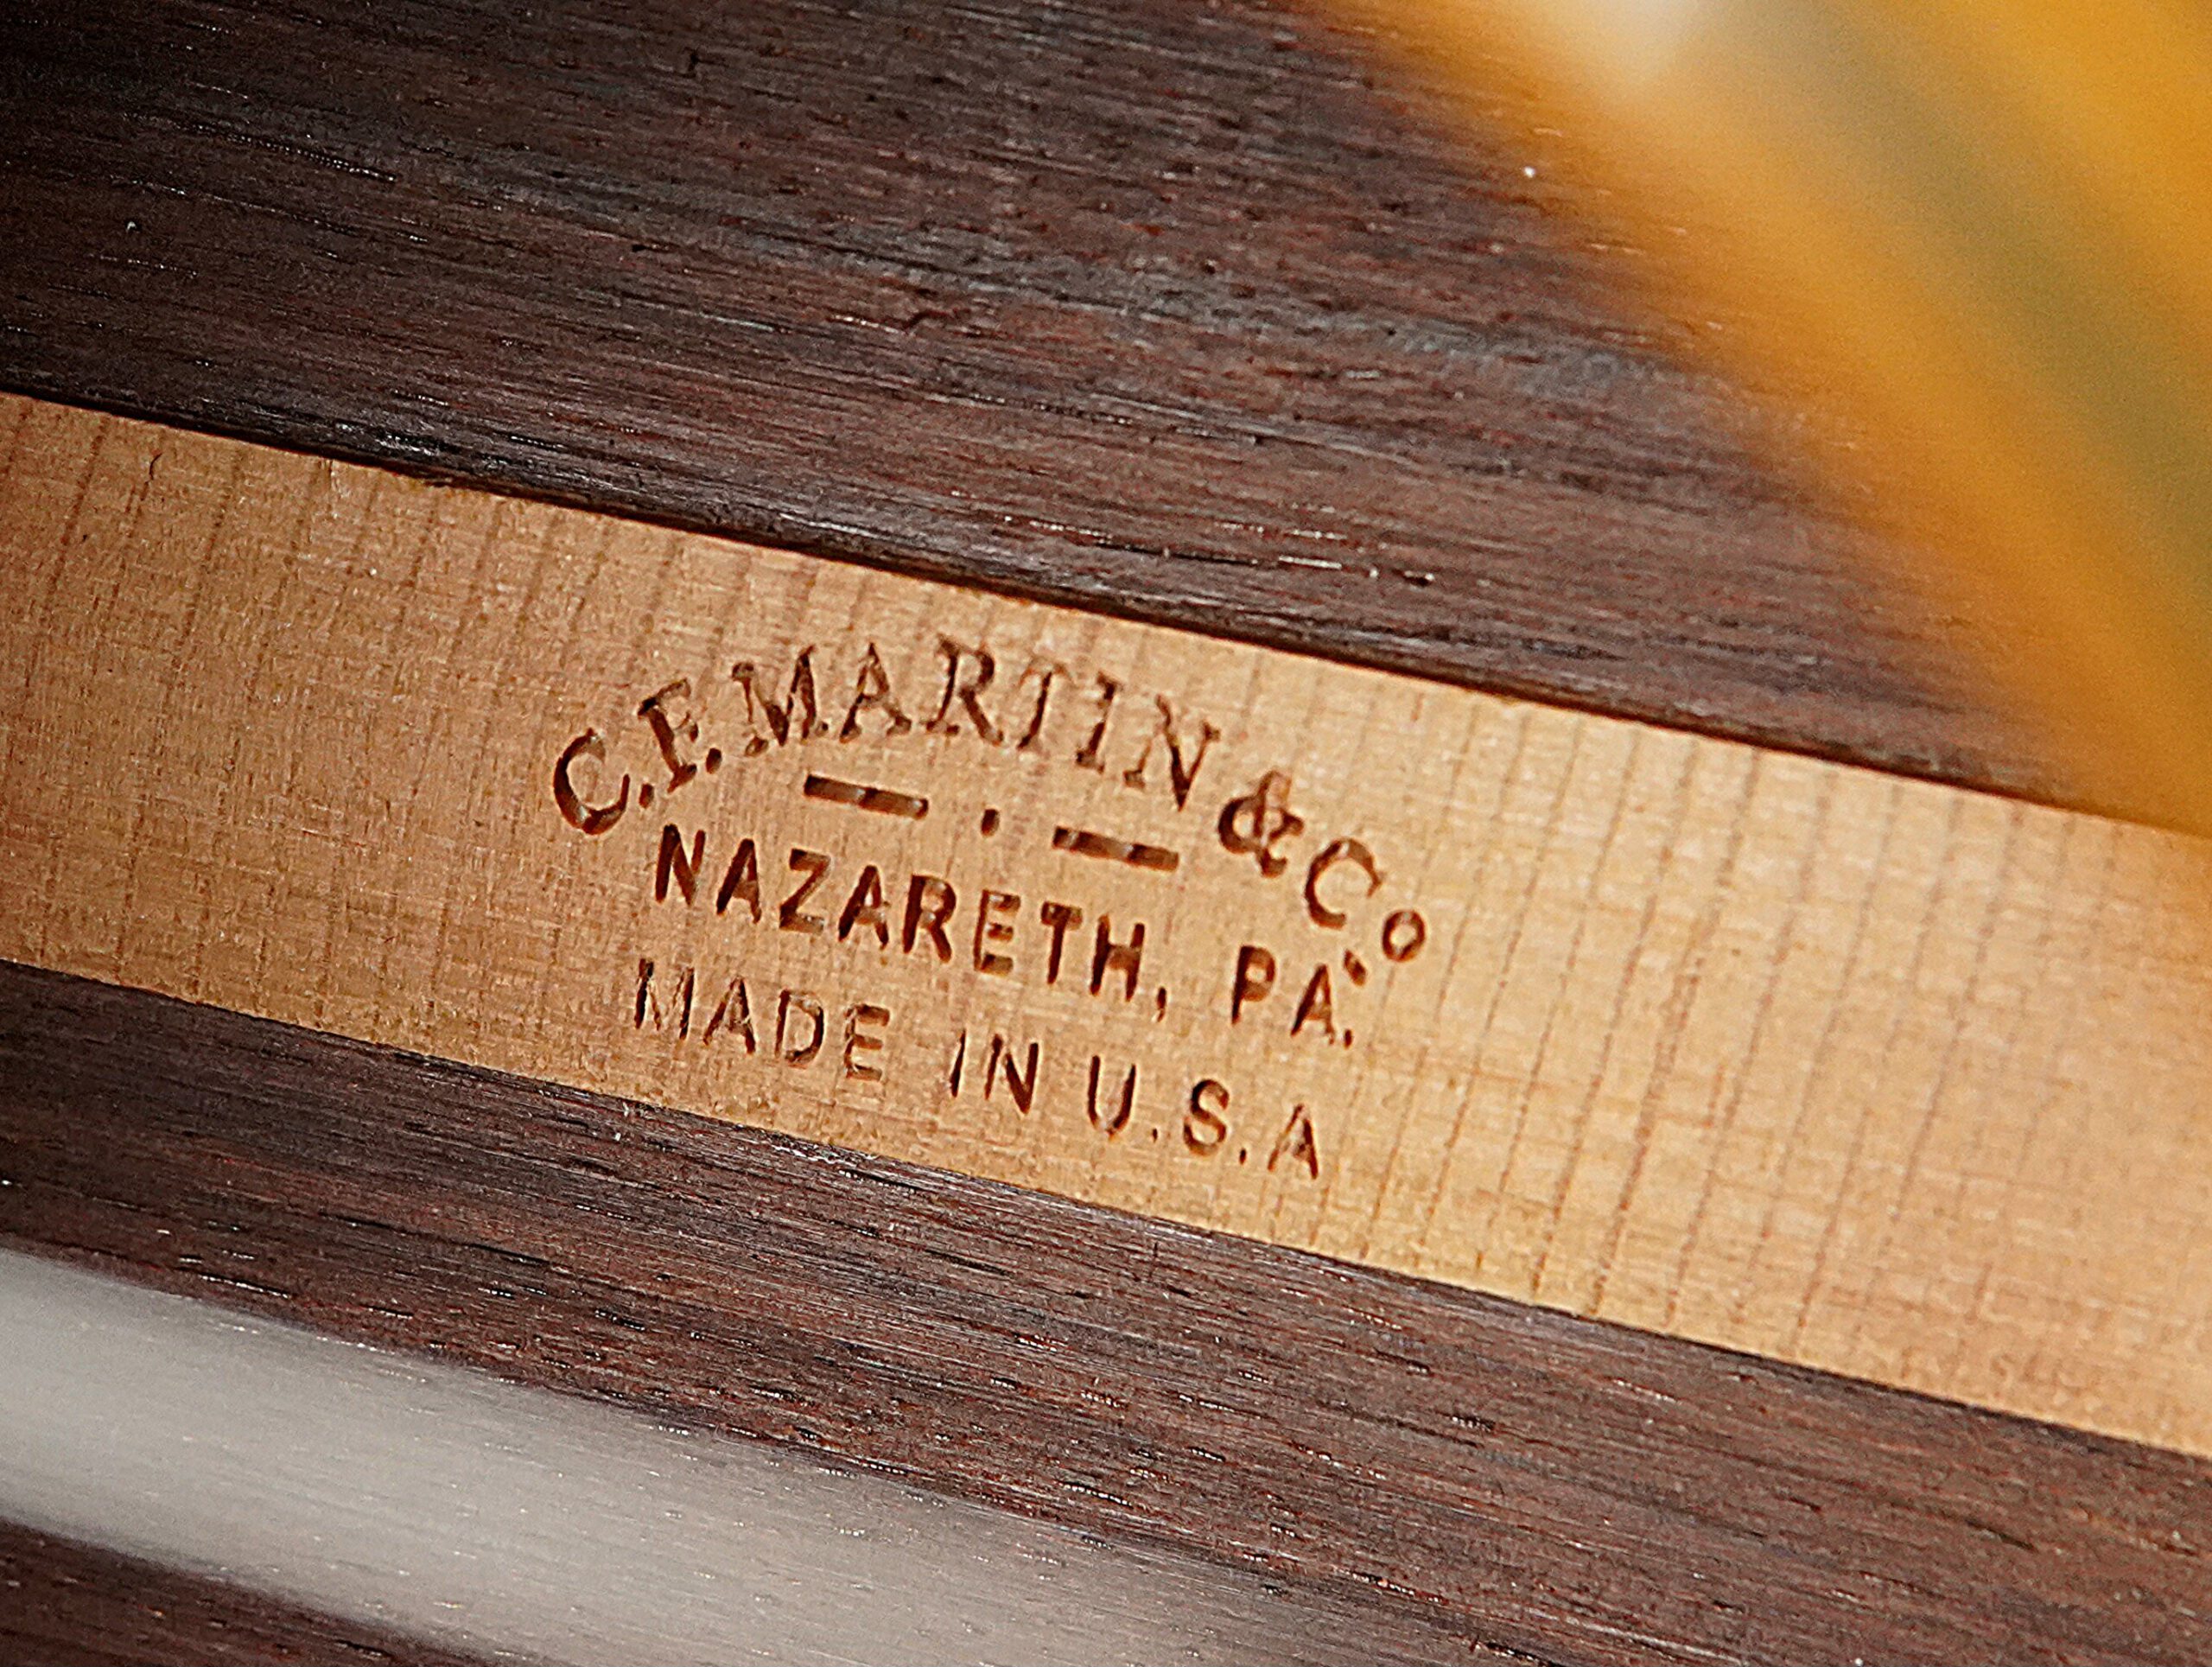 C.F. MARTIN & Co.
NAZARETH, PA.
MADE IN U.S.A